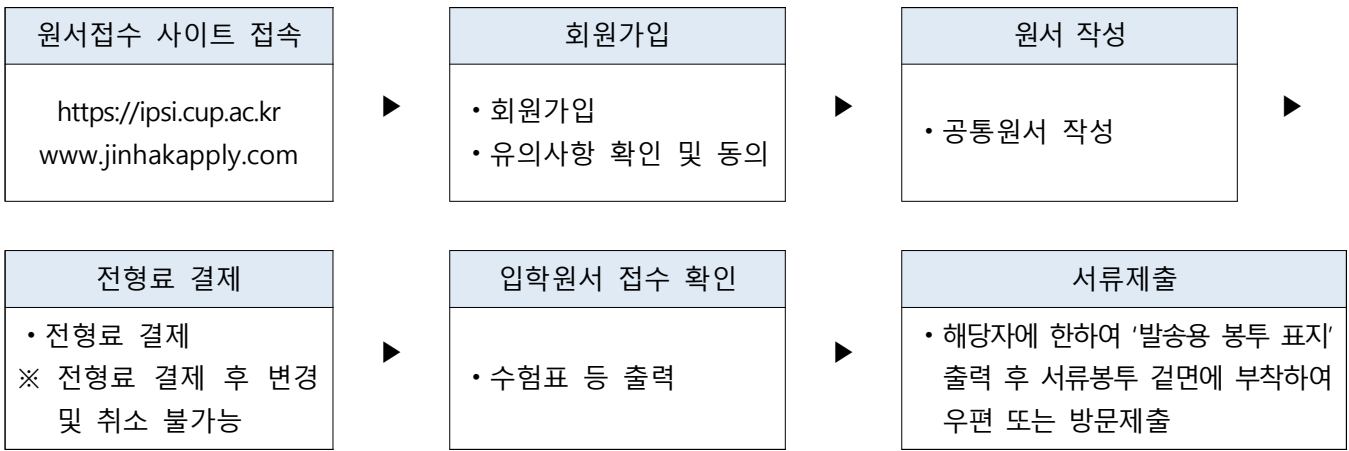 원서접수 사이트 접속
https://ipsi.cup.ac.kr
www.jinhakapply.com
▶
회원가입
・회원가입
・유의사항 확인 및 동의
▶
원서 작성
・공통원서 작성
▶
전형료 결제
・전형료 결제
※ 전형료 결제 후 변경
및 취소 불가능
▶
입학원서 접수 확인
・수험표 등 출력
▶
서류제출
・해당자에 한하여 '발송용 봉투 표지'
출력 후 서류봉투 겉면에 부착하여
우편 또는 방문제출